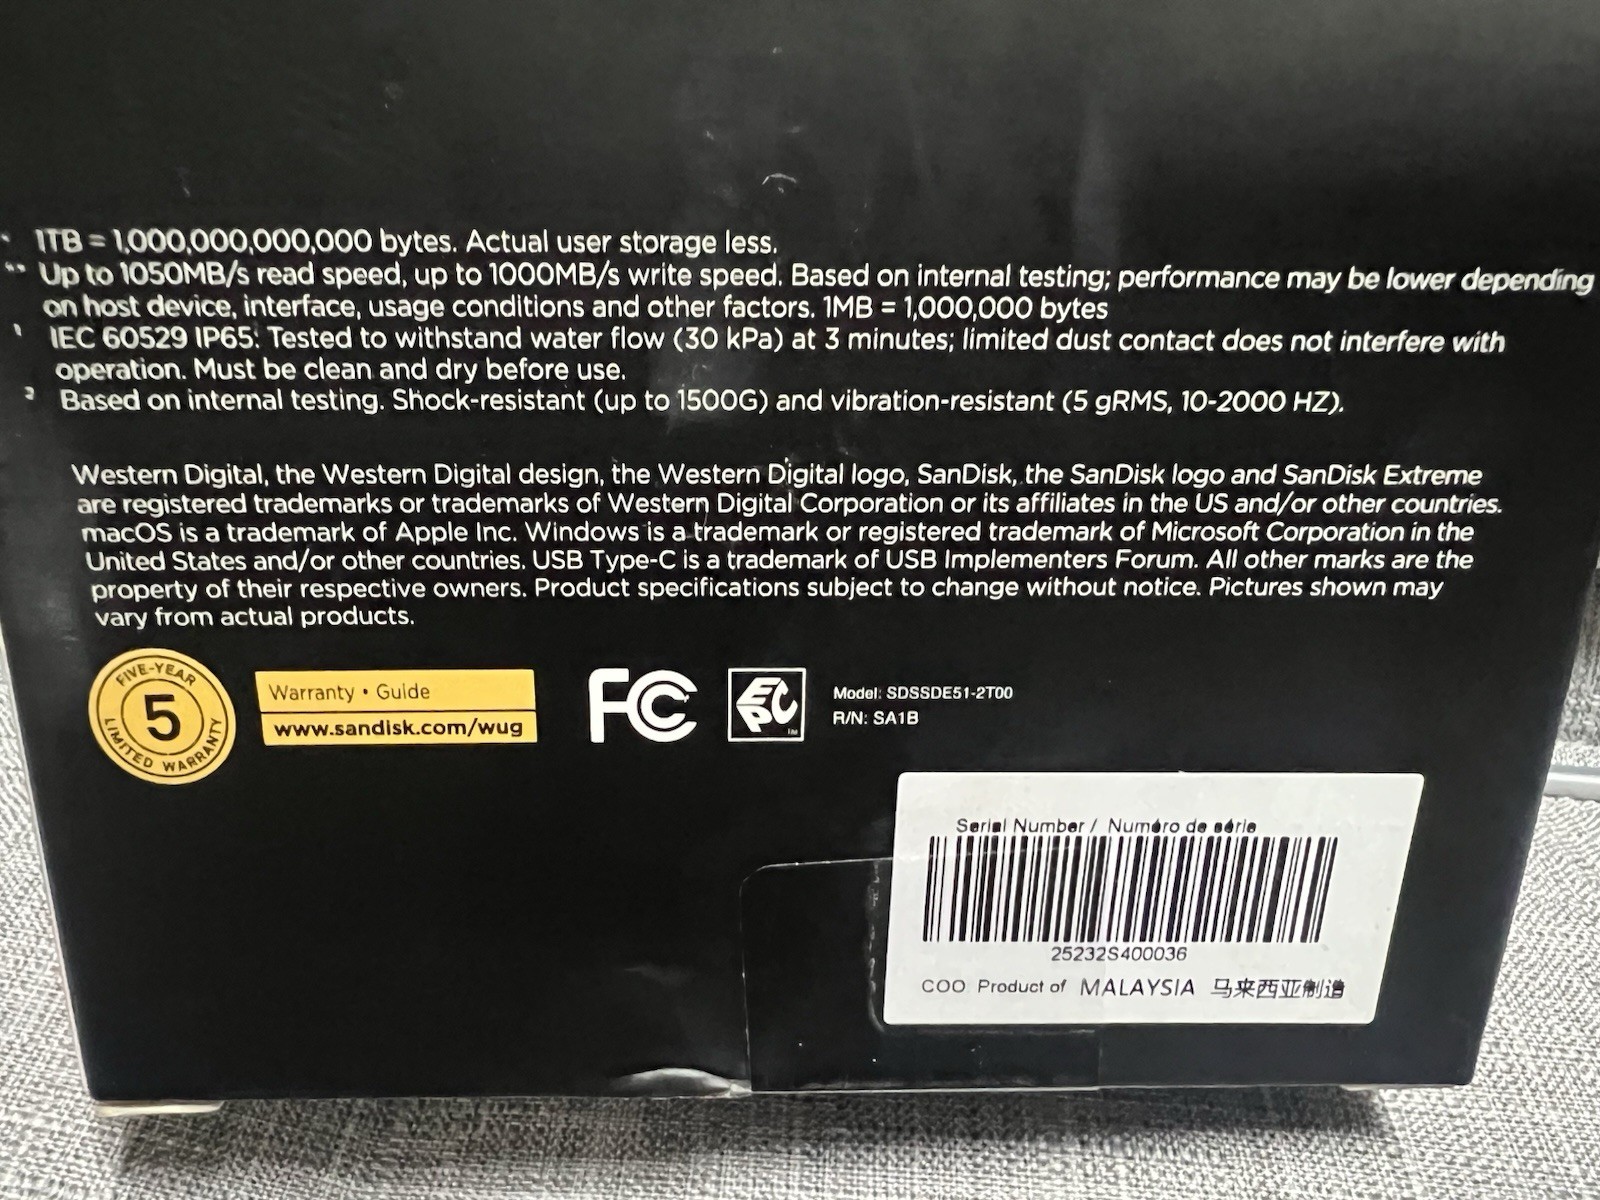 * 1TB = 1,000,000,000,000 bytes. Actual user storage less.
** Up to 1050MB/s read speed, up to 1000MB/s write speed. Based on internal testing; performance may be lower depending
on host device, interface, usage conditions and other factors. 1MB = 1,000,000 bytes
1 IEC 60529 IP65: Tested to withstand water flow (30 kPa) at 3 minutes; limited dust contact does not interfere with
operation. Must be clean and dry before use.
2 Based on internal testing. Shock-resistant (up to 1500G) and vibration-resistant (5 gRMS, 10-2000 HZ).
Western Digital, the Western Digital design, the Western Digital logo, SanDisk, the SanDisk logo and SanDisk Extreme
are registered trademarks or trademarks of Western Digital Corporation or its affiliates in the US and/or other countries.
macOS is a trademark of Apple Inc. Windows is a trademark or registered trademark of Microsoft Corporation in the
United States and/or other countries. USB Type-C is a trademark of USB Implementers Forum. All other marks are the
property of their respective owners. Product specifications subject to change without notice. Pictures shown may
vary from actual products.
FIVE-YEAR
5
LIMITED WARRANTY
Warranty • Guide
www.sandisk.com/wug
FC
EPC TM
Model: SDSSDE51-2T00
R/N: SA1B
Serial Number / Numéro de série
25232S400036
COO Product of MALAYSIA 马来西亚制造